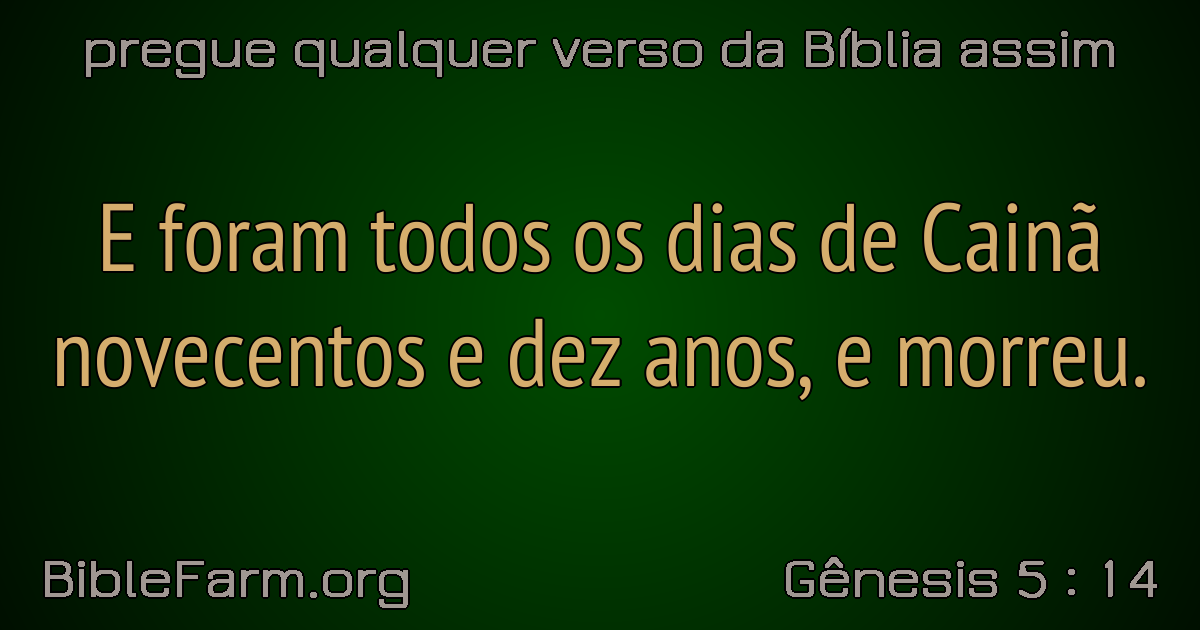 pregue qualquer verso da Bíblia assim
E foram todos os dias de Cainã
novecentos e dez anos, e morreu.
BibleFarm.org
Gênesis 5 : 14